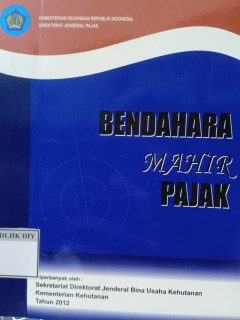 KEMENTERIAN KEUANGAN REPUBLIK INDONESIA
DIREKTORAT JENDERAL PAJAK
BENDAHARA
MAHIR
PAJAK
DLHK DIY
Diperbanyak oleh :
Sekretariat Direktorat Jenderal Bina Usaha Kehutanan
Kementerian Kehutanan
Tahun 2012